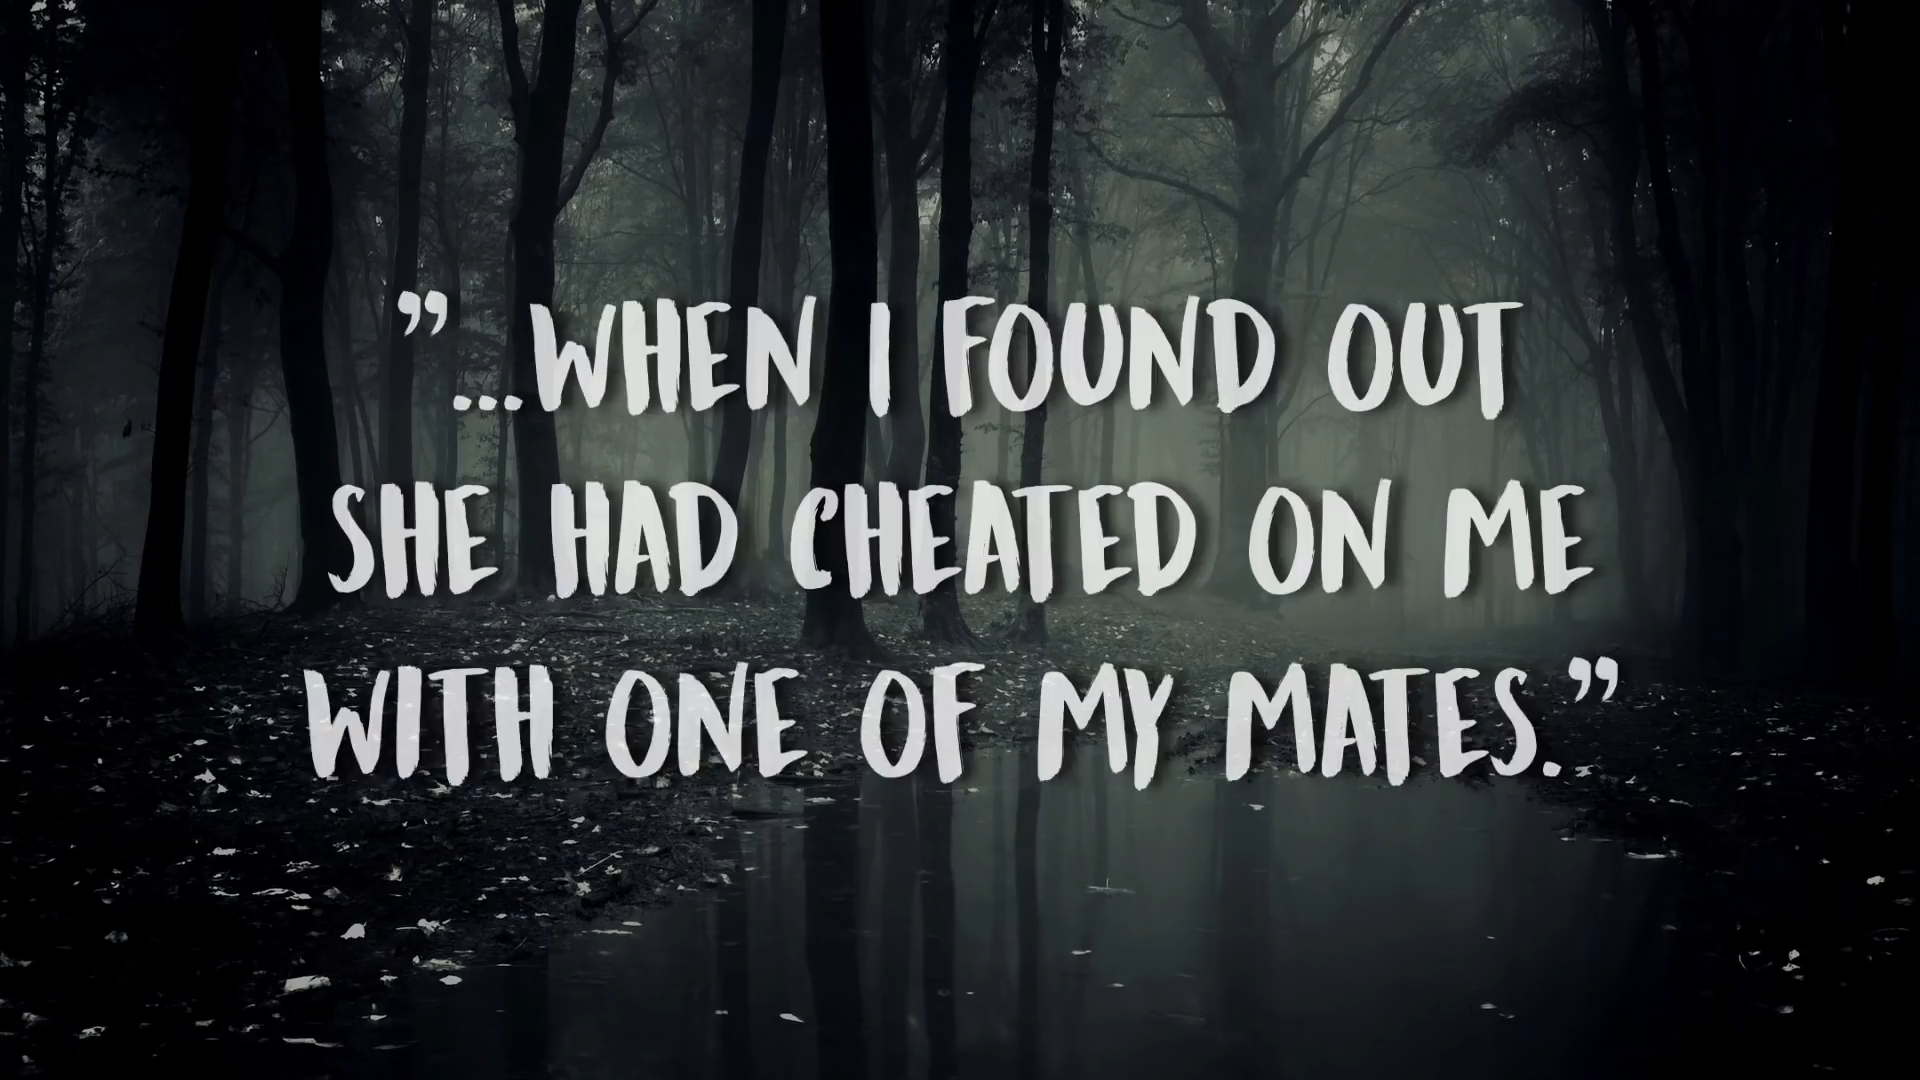 ”...WHEN I FOUND OUT
SHE HAD CHEATED ON ME
WITH ONE OF MY MATES.”